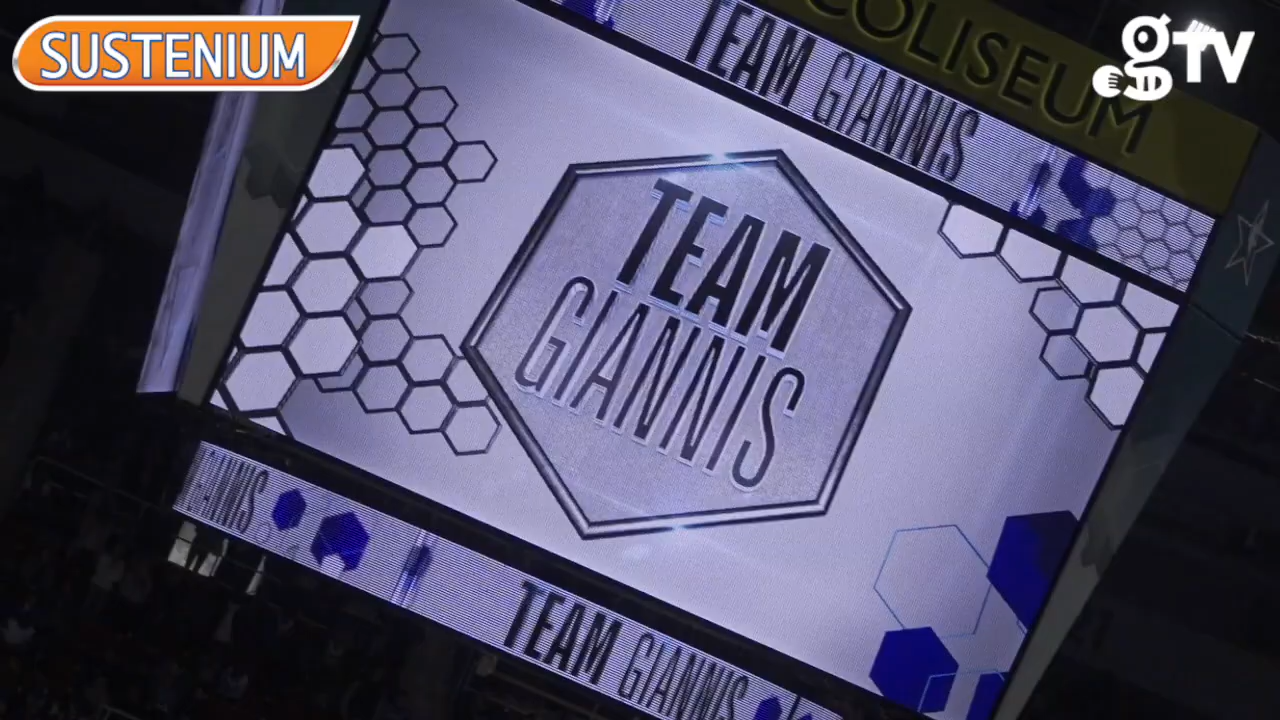 SUSTENIUM
gTV
COLISEUM
TEAM GIANNIS
TEAM
GIANNIS
GIANNIS
TEAM GIANNIS